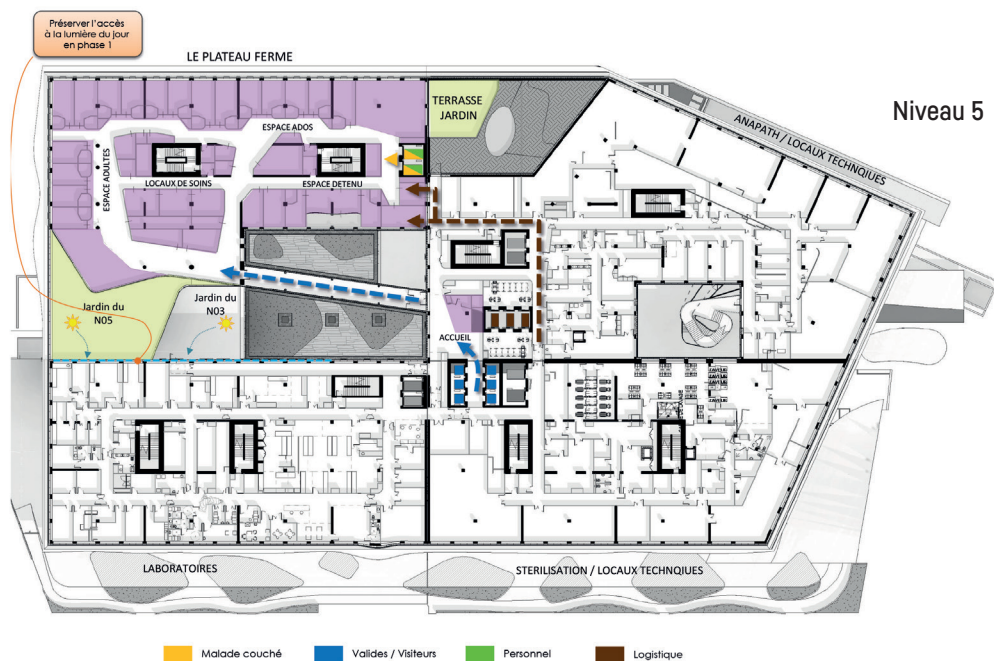 Préserver l'accès
à la lumière du jour
en phase 1
LE PLATEAU FERME
Niveau 5
TERRASSE
JARDIN
ANAPATH / LOCAUX TECHNIQUES
ESPACE ADOS
ESPACE ADULTES
LOCAUX DE SOINS
ESPACE DETENU
Jardin du
N05
Jardin du
N03
ACCUEIL
LABORATOIRES
STERILISATION / LOCAUX TECHNQIUES
Malade couché
Valides / Visiteurs
Personnel
Logistique